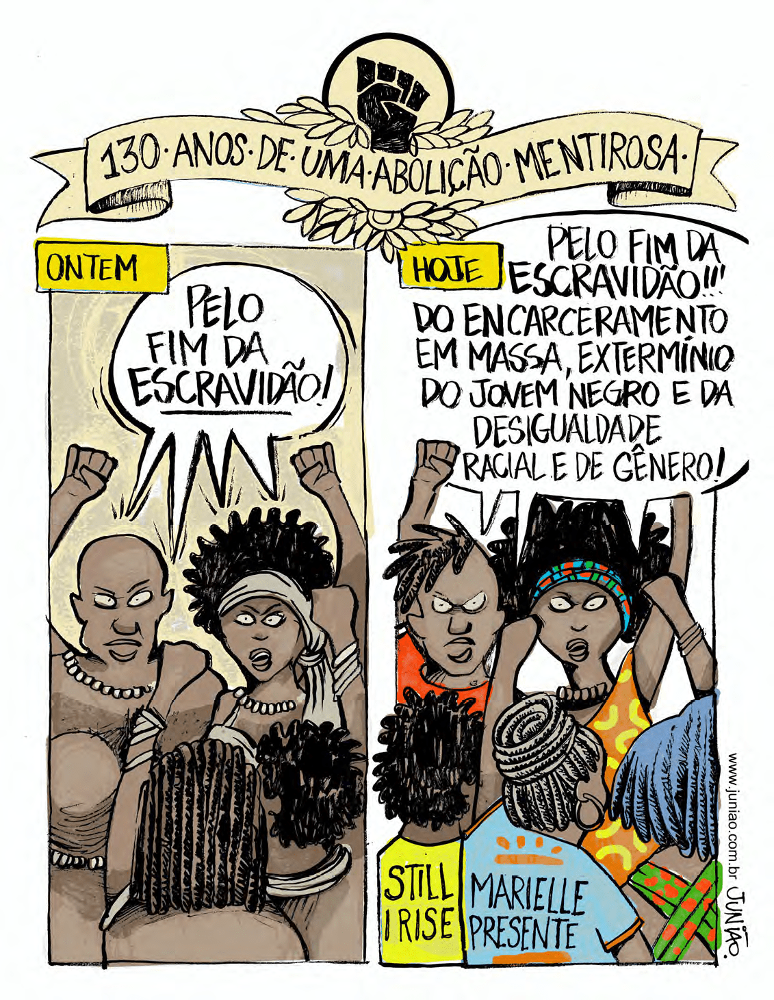 130 · ANOS · DE · UMA · ABOLIÇÃO · MENTIROSA ·
ONTEM
PELO
FIM DA
ESCRAVIDÃO!
HOJE
PELO FIM DA
ESCRAVIDÃO!!!
DO ENCARCERAMENTO
EM MASSA, EXTERMÍNIO
DO JOVEM NEGRO E DA
DESIGUALDADE
RACIAL E DE GÊNERO!
STILL
I RISE
MARIELLE
PRESENTE
www.juniao.com.br JUNIÃO.